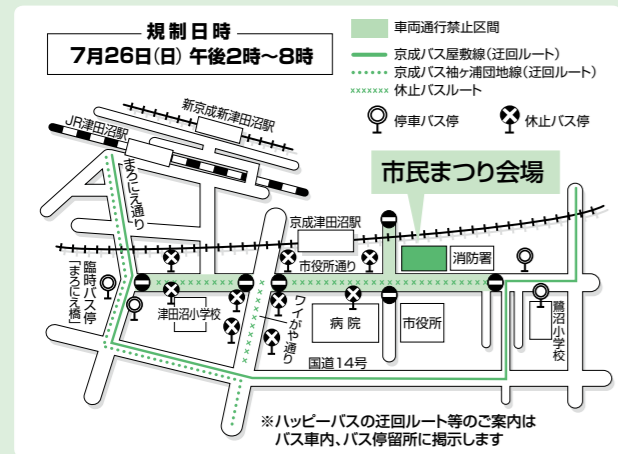 規制日時
7月26日(日) 午後2時〜8時
車両通行禁止区間
京成バス屋敷線(迂回ルート)
京成バス袖ヶ浦団地線(迂回ルート)
休止バスルート
停車バス停
休止バス停
新京成新津田沼駅
JR津田沼駅
まろにえ通り
市民まつり会場
京成津田沼駅
市役所通り
消防署
臨時バス停
「まろにえ橋」
津田沼小学校
ワイがや通り
病院
市役所
鷺沼小学校
国道14号
※ハッピーバスの迂回ルート等のご案内は
バス車内、バス停留所に掲示します